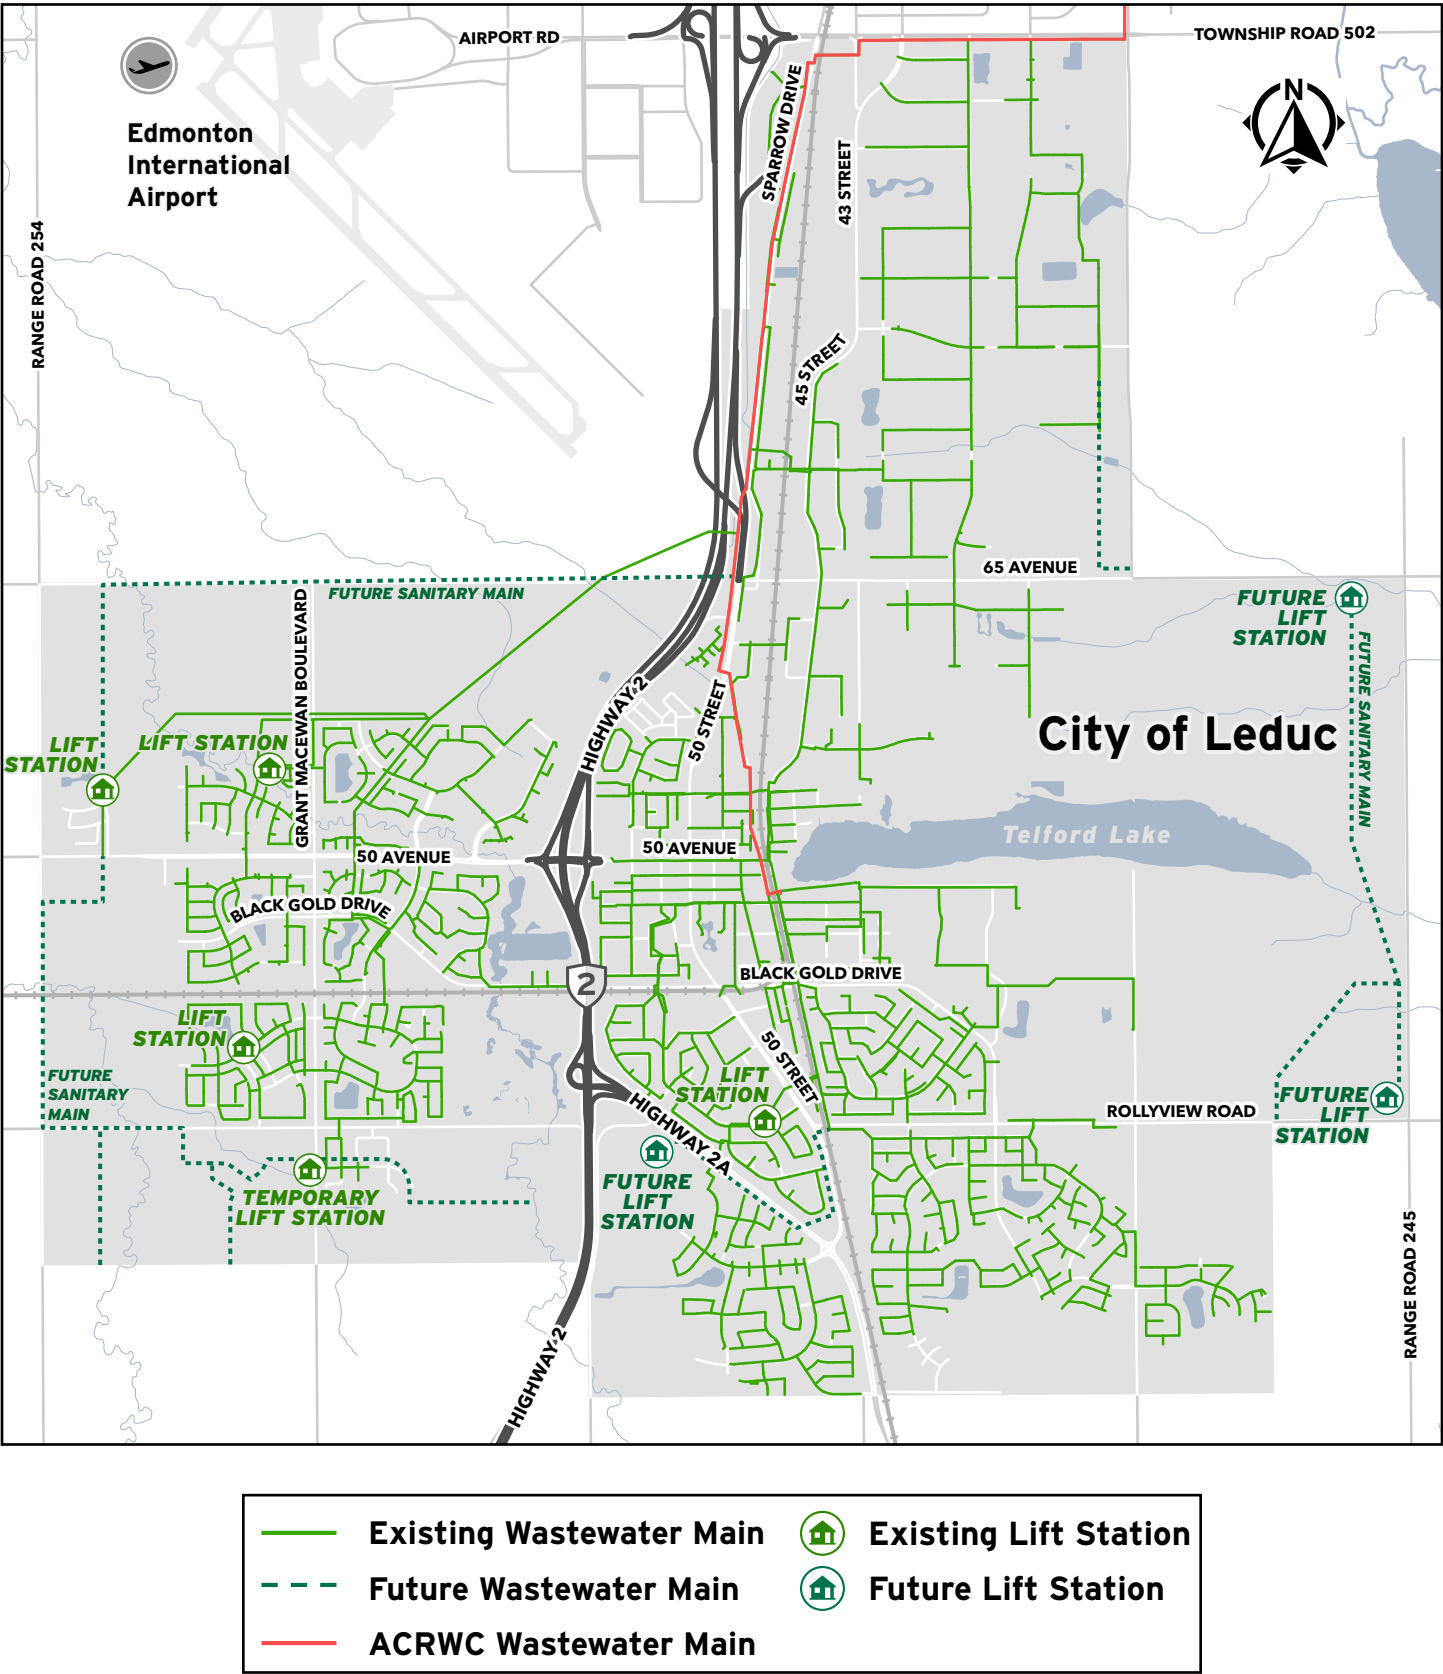 AIRPORT RD
TOWNSHIP ROAD 502
N
Edmonton
International
Airport
SPARROW DRIVE
43 STREET
RANGE ROAD 254
45 STREET
65 AVENUE
FUTURE SANITARY MAIN
FUTURE
LIFT
STATION
GRANT MACEWAN BOULEVARD
FUTURE SANITARY MAIN
HIGHWAY 2
50 STREET
City of Leduc
LIFT
STATION
LIFT STATION
Telford Lake
50 AVENUE
50 AVENUE
BLACK GOLD DRIVE
BLACK GOLD DRIVE
2
LIFT
STATION
50 STREET
FUTURE
SANITARY
MAIN
LIFT
STATION
HIGHWAY 2A
ROLLYVIEW ROAD
FUTURE
LIFT
STATION
FUTURE
LIFT
STATION
TEMPORARY
LIFT STATION
RANGE ROAD 245
HIGHWAY 2
Existing Wastewater Main
Existing Lift Station
Future Wastewater Main
Future Lift Station
ACRWC Wastewater Main